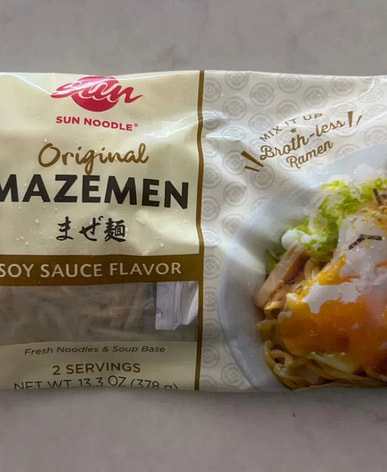 Sun
SUN NOODLE®
Original
MAZEMEN
まぜ麺
SOY SAUCE FLAVOR
Fresh Noodles & Soup Base
2 SERVINGS
NET WT 13.3 OZ (378 g)
MIX IT UP
Broth-less
Ramen